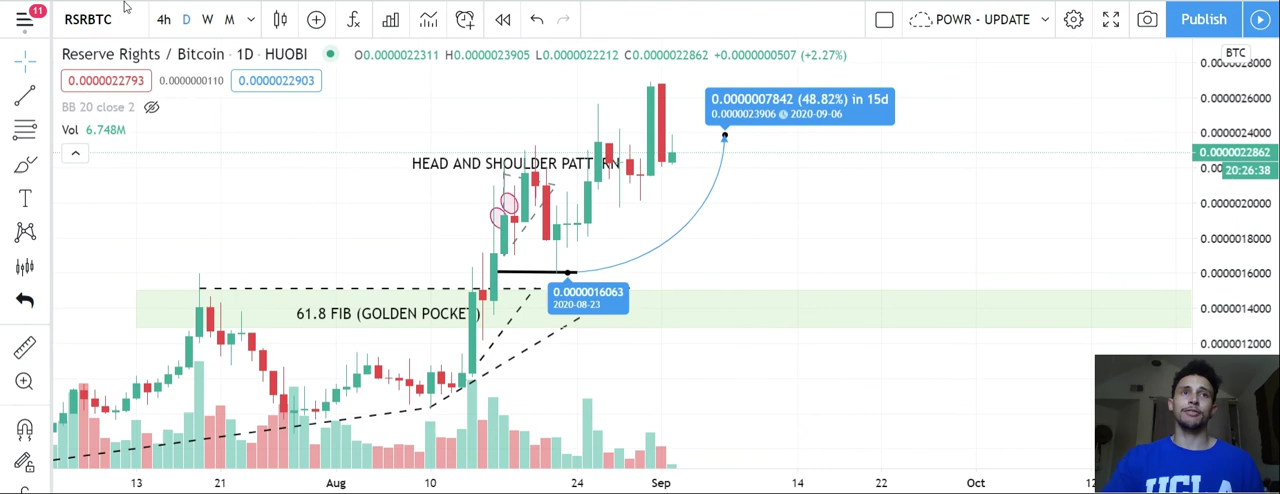 11
RSRBTC
4h D W M
POWR - UPDATE
Publish
Reserve Rights / Bitcoin · 1D · HUOBI
O0.0000022311 H0.0000023905 L0.0000022212 C0.0000022862 +0.0000000507 (+2.27%)
BTC
0.0000028000
0.0000022793 0.0000000110 0.0000022903
BB 20 close 2
Vol 6.748M
0.0000007842 (48.82%) in 15d
0.0000023906 2020-09-06
0.0000026000
0.0000024000
0.0000022862
20:26:38
HEAD AND SHOULDER PATTERN
0.0000020000
0.0000018000
0.0000016000
0.0000016063
2020-08-23
61.8 FIB (GOLDEN POCKET)
0.0000014000
0.0000012000
13 21 Aug 10 24 Sep 14 22 Oct 12
UCLA